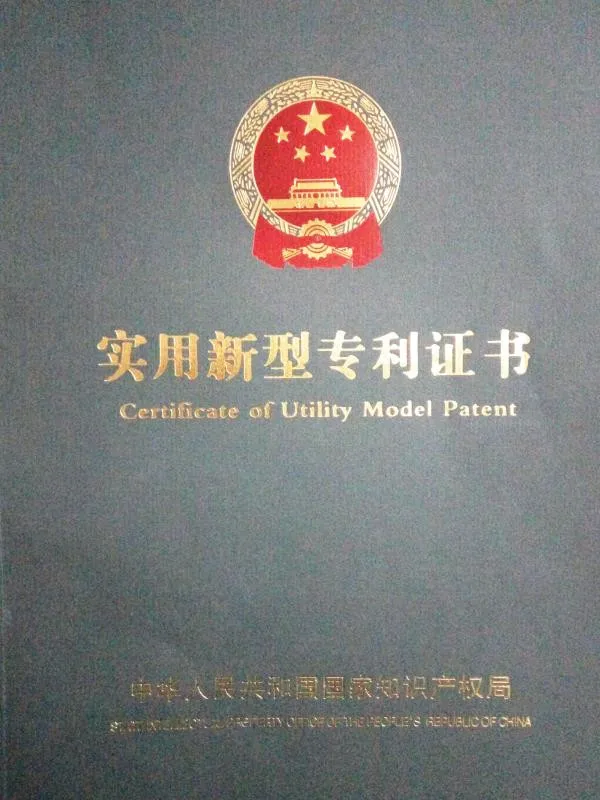 实用新型专利证书
Certificate of Utility Model Patent
中华人民共和国国家知识产权局
STATE INTELLECTUAL PROPERTY OFFICE OF THE PEOPLE'S REPUBLIC OF CHINA